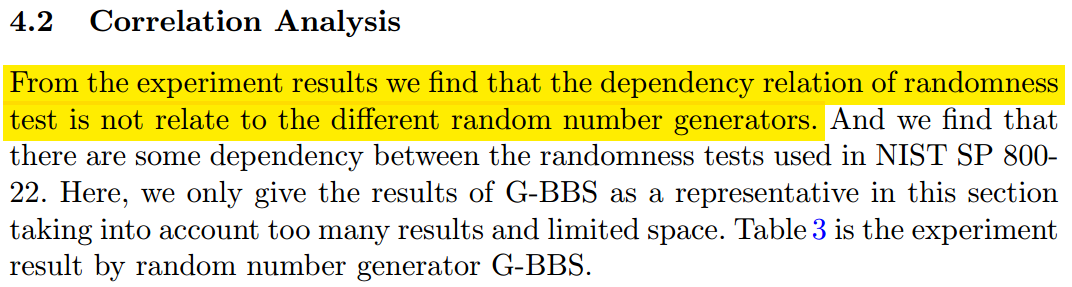 4.2 Correlation Analysis
From the experiment results we find that the dependency relation of randomness
test is not relate to the different random number generators. And we find that
there are some dependency between the randomness tests used in NIST SP 800-
22. Here, we only give the results of G-BBS as a representative in this section
taking into account too many results and limited space. Table 3 is the experiment
result by random number generator G-BBS.